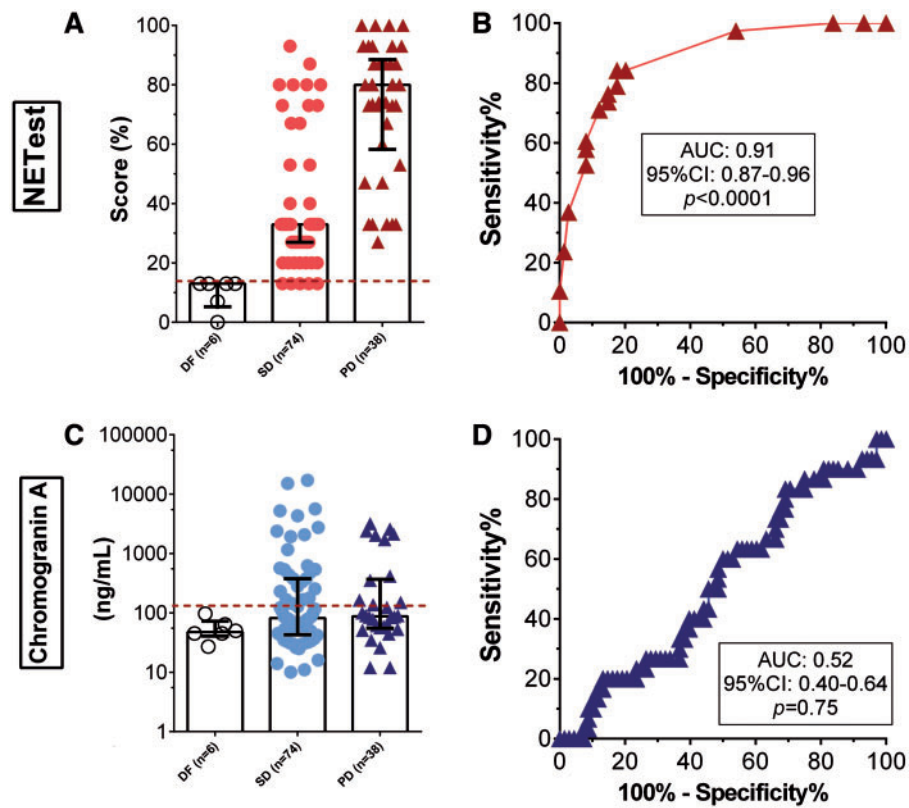 A
NETest
Score (%)
100
80
60
40
20
0
DF (n=6)
SD (n=74)
PD (n=38)
B
Sensitivity%
100
80
60
40
20
0
AUC: 0.91
95%CI: 0.87-0.96
p<0.0001
0 20 40 60 80 100
100% - Specificity%
C
Chromogranin A
(ng/mL)
100000
10000
1000
100
10
1
DF (n=6)
SD (n=74)
PD (n=38)
D
Sensitivity%
100
80
60
40
20
0
AUC: 0.52
95%CI: 0.40-0.64
p=0.75
0 20 40 60 80 100
100% - Specificity%